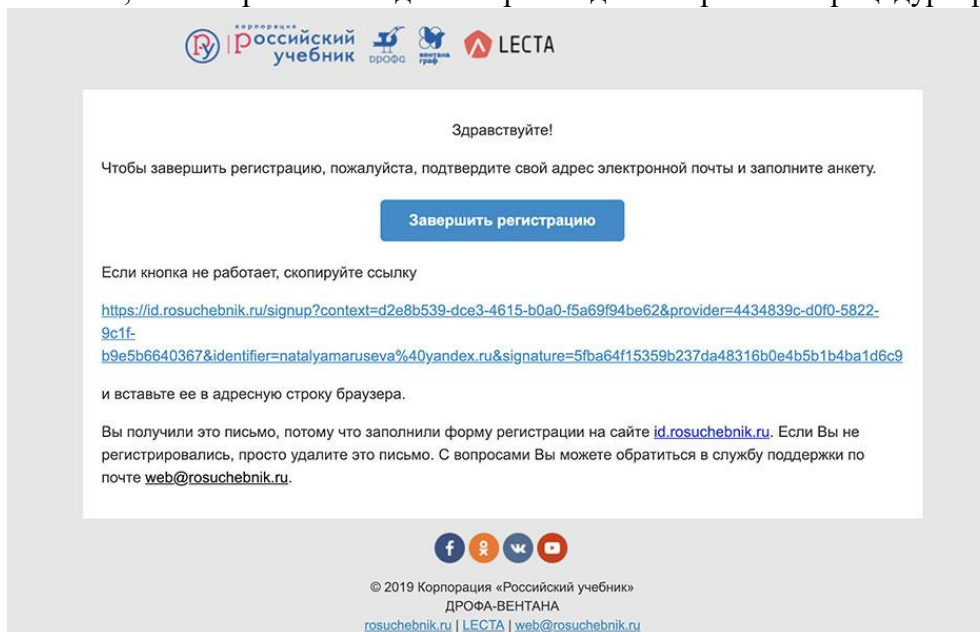 корпорация
российский
учебник
дрофа
вентана
граф
LECTA
Здравствуйте!
Чтобы завершить регистрацию, пожалуйста, подтвердите свой адрес электронной почты и заполните анкету.
Завершить регистрацию
Если кнопка не работает, скопируйте ссылку
https://id.rosuchebnik.ru/signup?context=d2e8b539-dce3-4615-b0a0-f5a69f94be62&provider=4434839c-d0f0-5822-
9c1f-
b9e5b6640367&identifier=natalyamaruseva%40yandex.ru&signature=5fba64f15359b237da48316b0e4b5b1b4ba1d6c9
и вставьте ее в адресную строку браузера.
Вы получили это письмо, потому что заполнили форму регистрации на сайте id.rosuchebnik.ru. Если Вы не
регистрировались, просто удалите это письмо. С вопросами Вы можете обратиться в службу поддержки по
почте web@rosuchebnik.ru.
© 2019 Корпорация «Российский учебник»
ДРОФА-ВЕНТАНА
rosuchebnik.ru | LECTA | web@rosuchebnik.ru